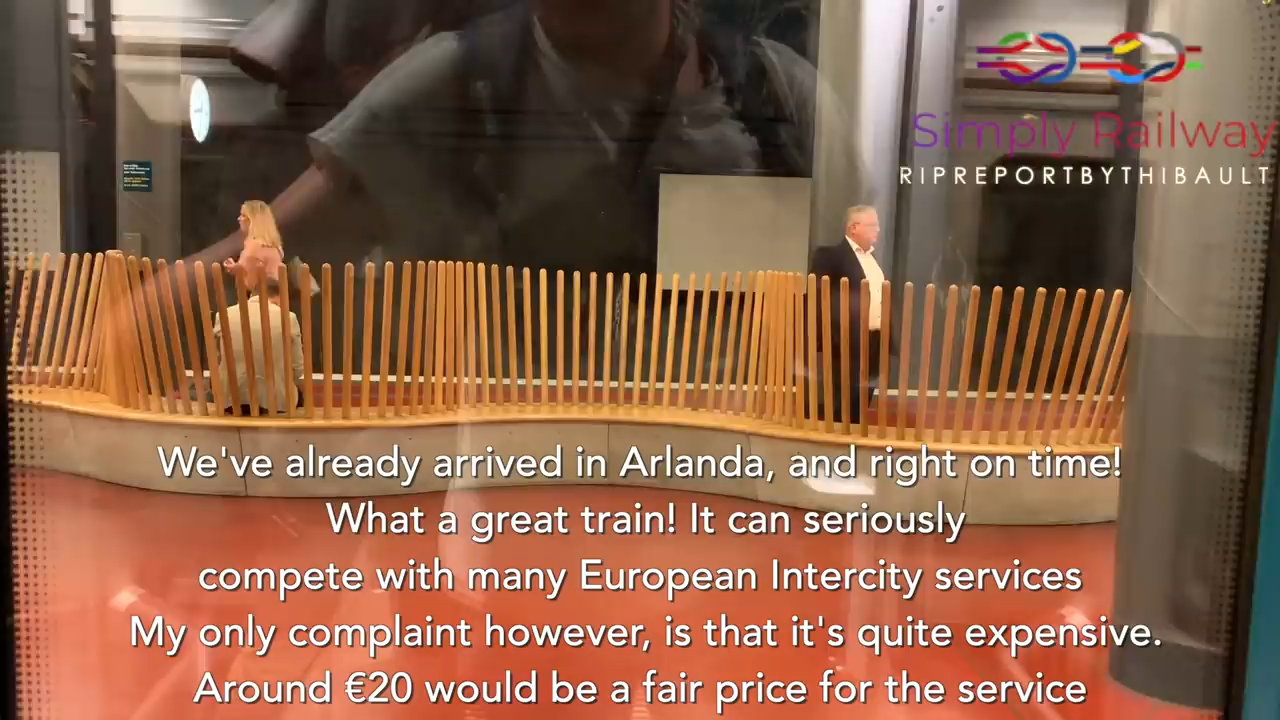 Simply Railway
RIPREPORTBYTHIBAULT
We've already arrived in Arlanda, and right on time!
What a great train! It can seriously
compete with many European Intercity services
My only complaint however, is that it's quite expensive.
Around €20 would be a fair price for the service